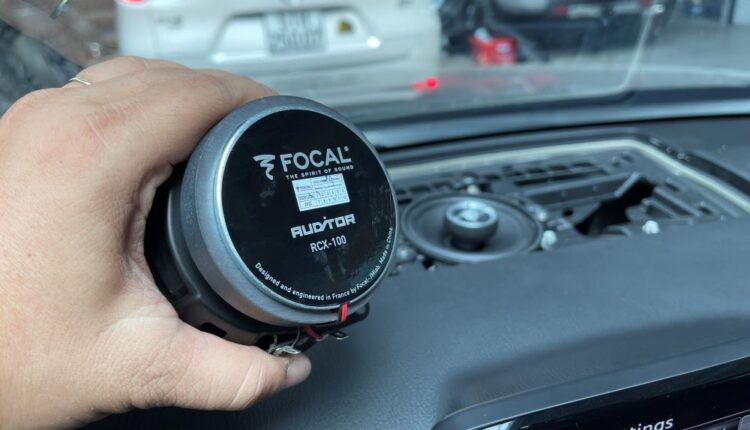 FOCAL®
THE SPIRIT OF SOUND
AUDITOR
RCX-100
Designed and engineered in France by Focal-JMlab. Made in China
tings